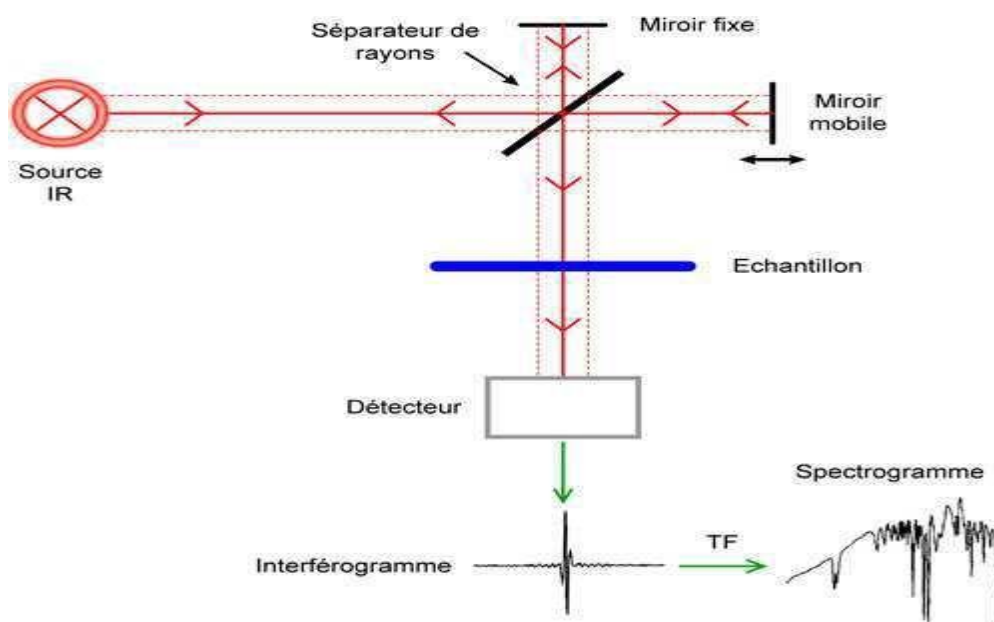 Miroir fixe
Séparateur de
rayons
Miroir
mobile
Source
IR
Echantillon
Détecteur
Spectrogramme
TF
Interférogramme